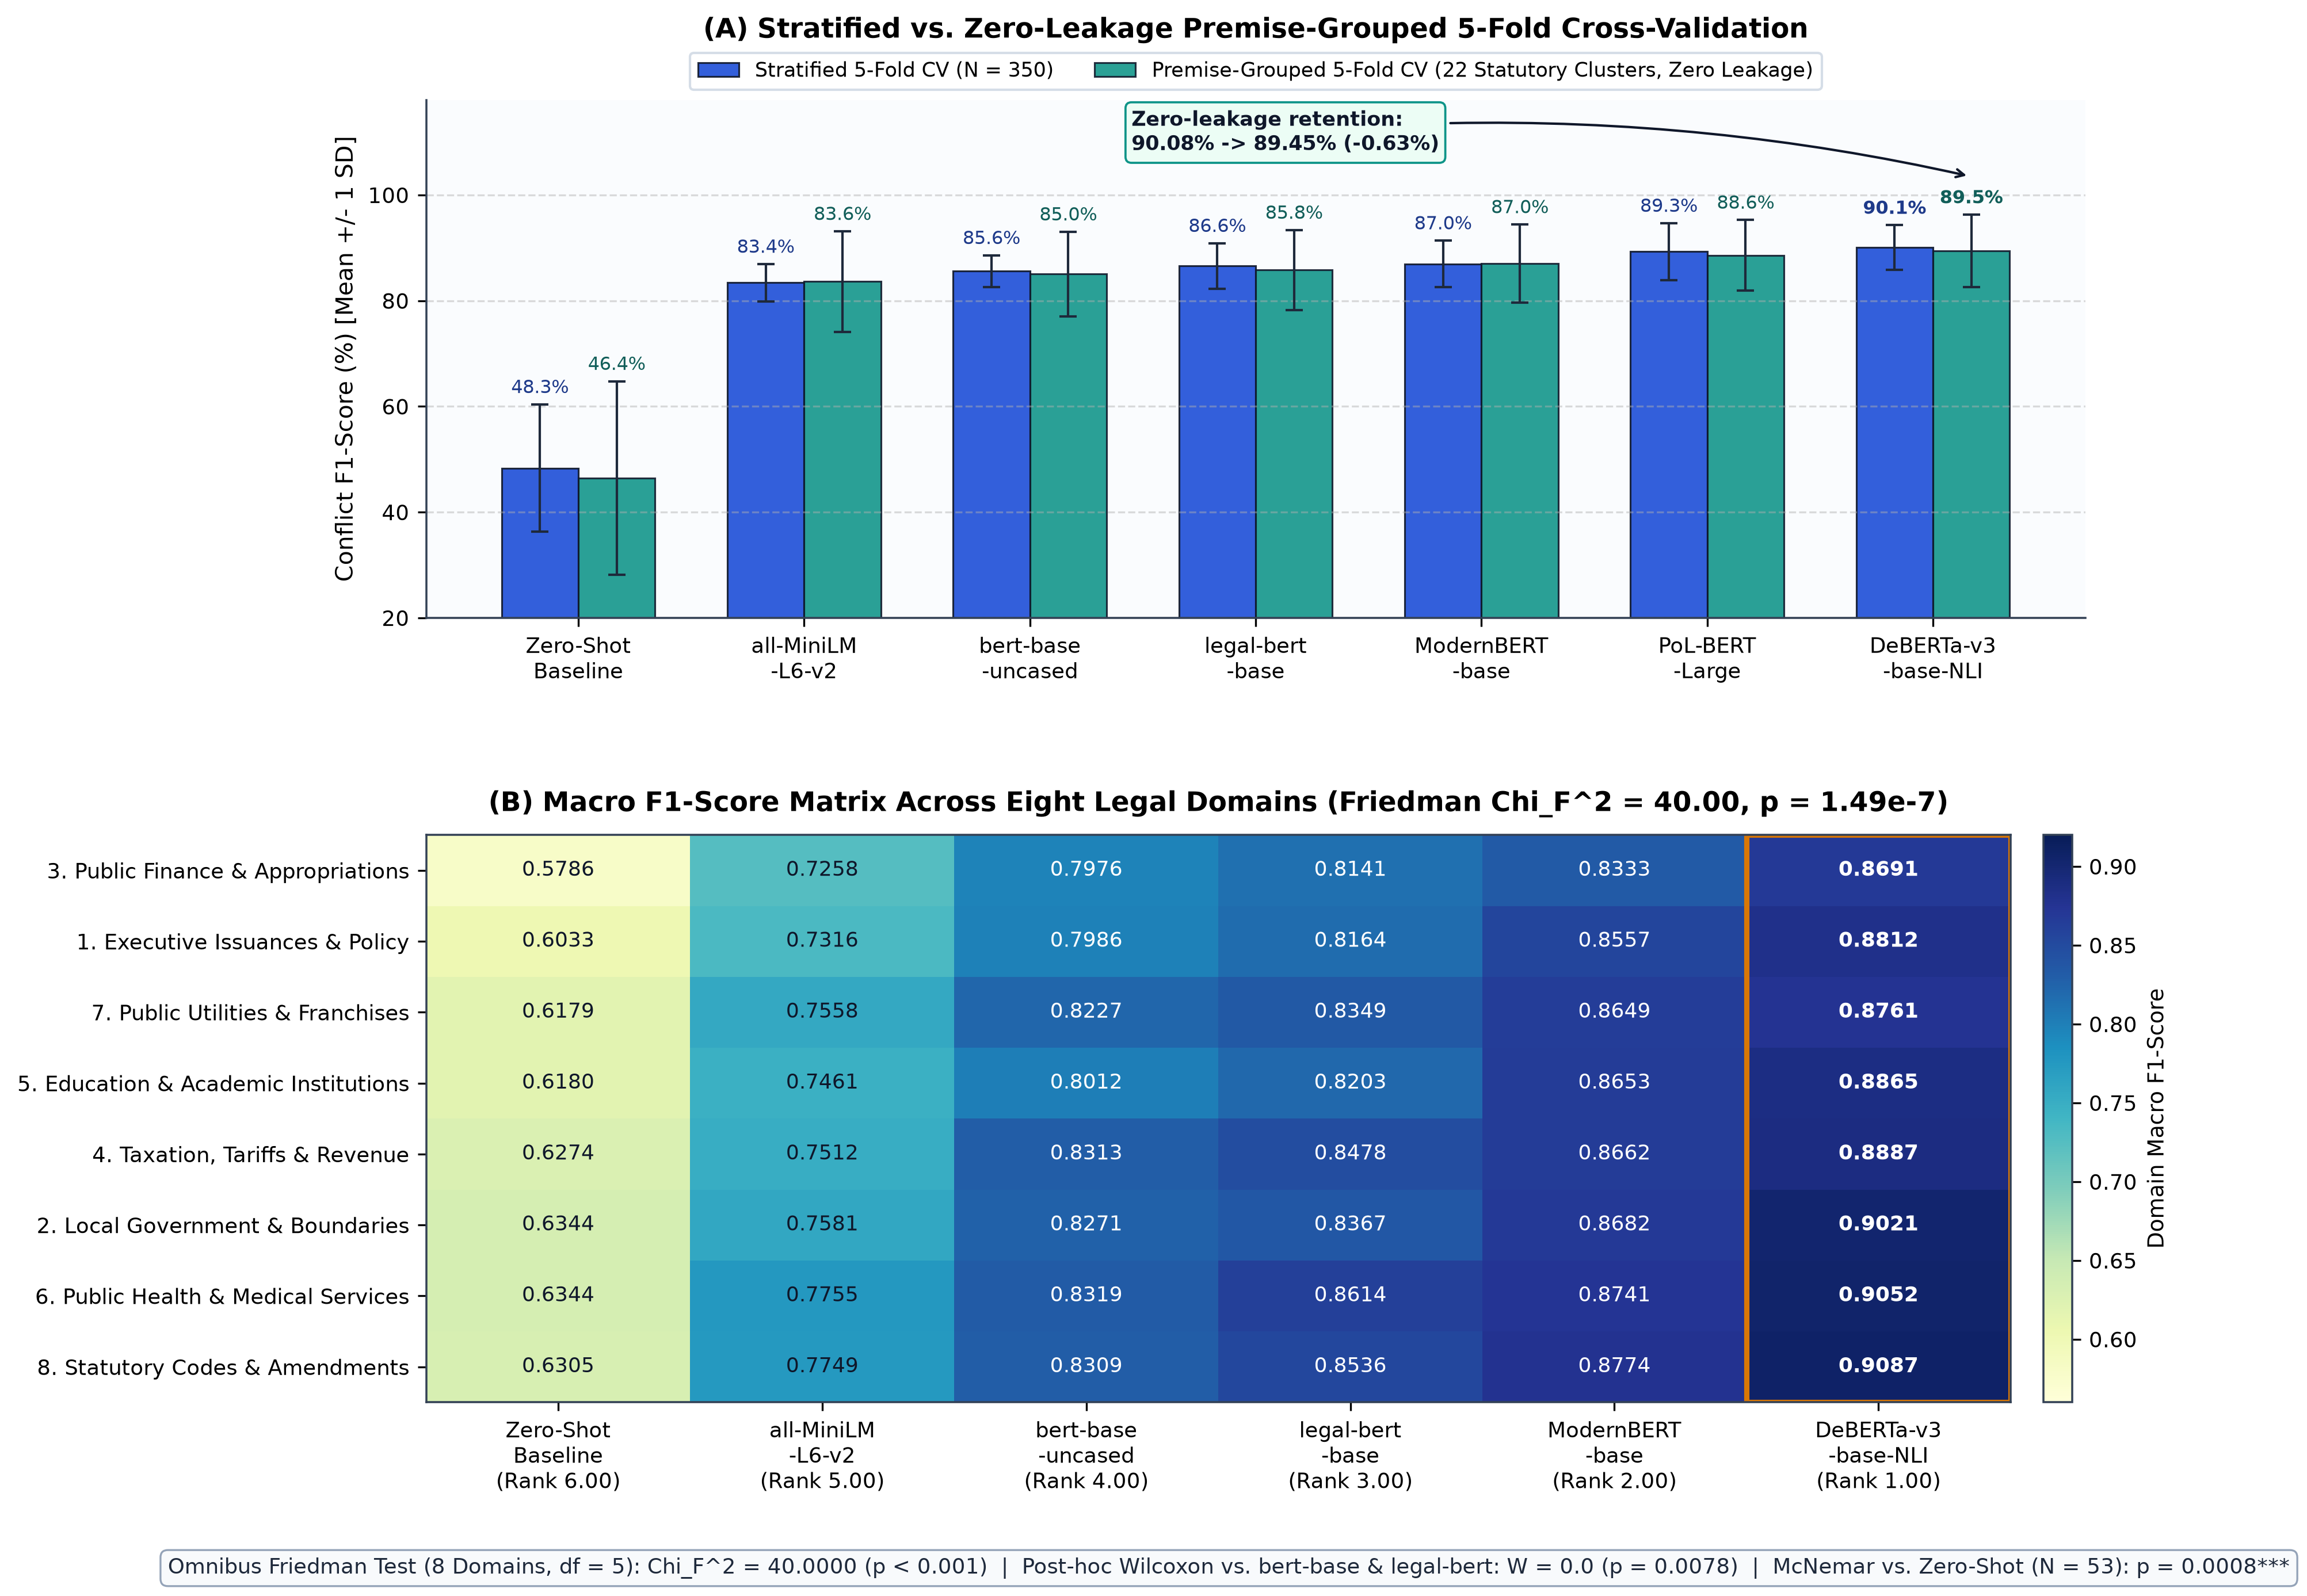 (A) Stratified vs. Zero-Leakage Premise-Grouped 5-Fold Cross-Validation
Stratified 5-Fold CV (N = 350)
Premise-Grouped 5-Fold CV (22 Statutory Clusters, Zero Leakage)
Zero-leakage retention:
90.08% -> 89.45% (-0.63%)
Conflict F1-Score (%) [Mean +/- 1 SD]
100
80
60
40
20
48.3%
46.4%
83.4%
83.6%
85.6%
85.0%
86.6%
85.8%
87.0%
87.0%
89.3%
88.6%
90.1%
89.5%
Zero-Shot
Baseline
all-MiniLM
-L6-v2
bert-base
-uncased
legal-bert
-base
ModernBERT
-base
PoL-BERT
-Large
DeBERTa-v3
-base-NLI
(B) Macro F1-Score Matrix Across Eight Legal Domains (Friedman Chi_F^2 = 40.00, p = 1.49e-7)
3. Public Finance & Appropriations 0.5786 0.7258 0.7976 0.8141 0.8333 0.8691
1. Executive Issuances & Policy 0.6033 0.7316 0.7986 0.8164 0.8557 0.8812
7. Public Utilities & Franchises 0.6179 0.7558 0.8227 0.8349 0.8649 0.8761
5. Education & Academic Institutions 0.6180 0.7461 0.8012 0.8203 0.8653 0.8865
4. Taxation, Tariffs & Revenue 0.6274 0.7512 0.8313 0.8478 0.8662 0.8887
2. Local Government & Boundaries 0.6344 0.7581 0.8271 0.8367 0.8682 0.9021
6. Public Health & Medical Services 0.6344 0.7755 0.8319 0.8614 0.8741 0.9052
8. Statutory Codes & Amendments 0.6305 0.7749 0.8309 0.8536 0.8774 0.9087
Zero-Shot
Baseline
(Rank 6.00)
all-MiniLM
-L6-v2
(Rank 5.00)
bert-base
-uncased
(Rank 4.00)
legal-bert
-base
(Rank 3.00)
ModernBERT
-base
(Rank 2.00)
DeBERTa-v3
-base-NLI
(Rank 1.00)
0.90
0.85
0.80
0.75
0.70
0.65
0.60
Domain Macro F1-Score
Omnibus Friedman Test (8 Domains, df = 5): Chi_F^2 = 40.0000 (p < 0.001) | Post-hoc Wilcoxon vs. bert-base & legal-bert: W = 0.0 (p = 0.0078) | McNemar vs. Zero-Shot (N = 53): p = 0.0008***